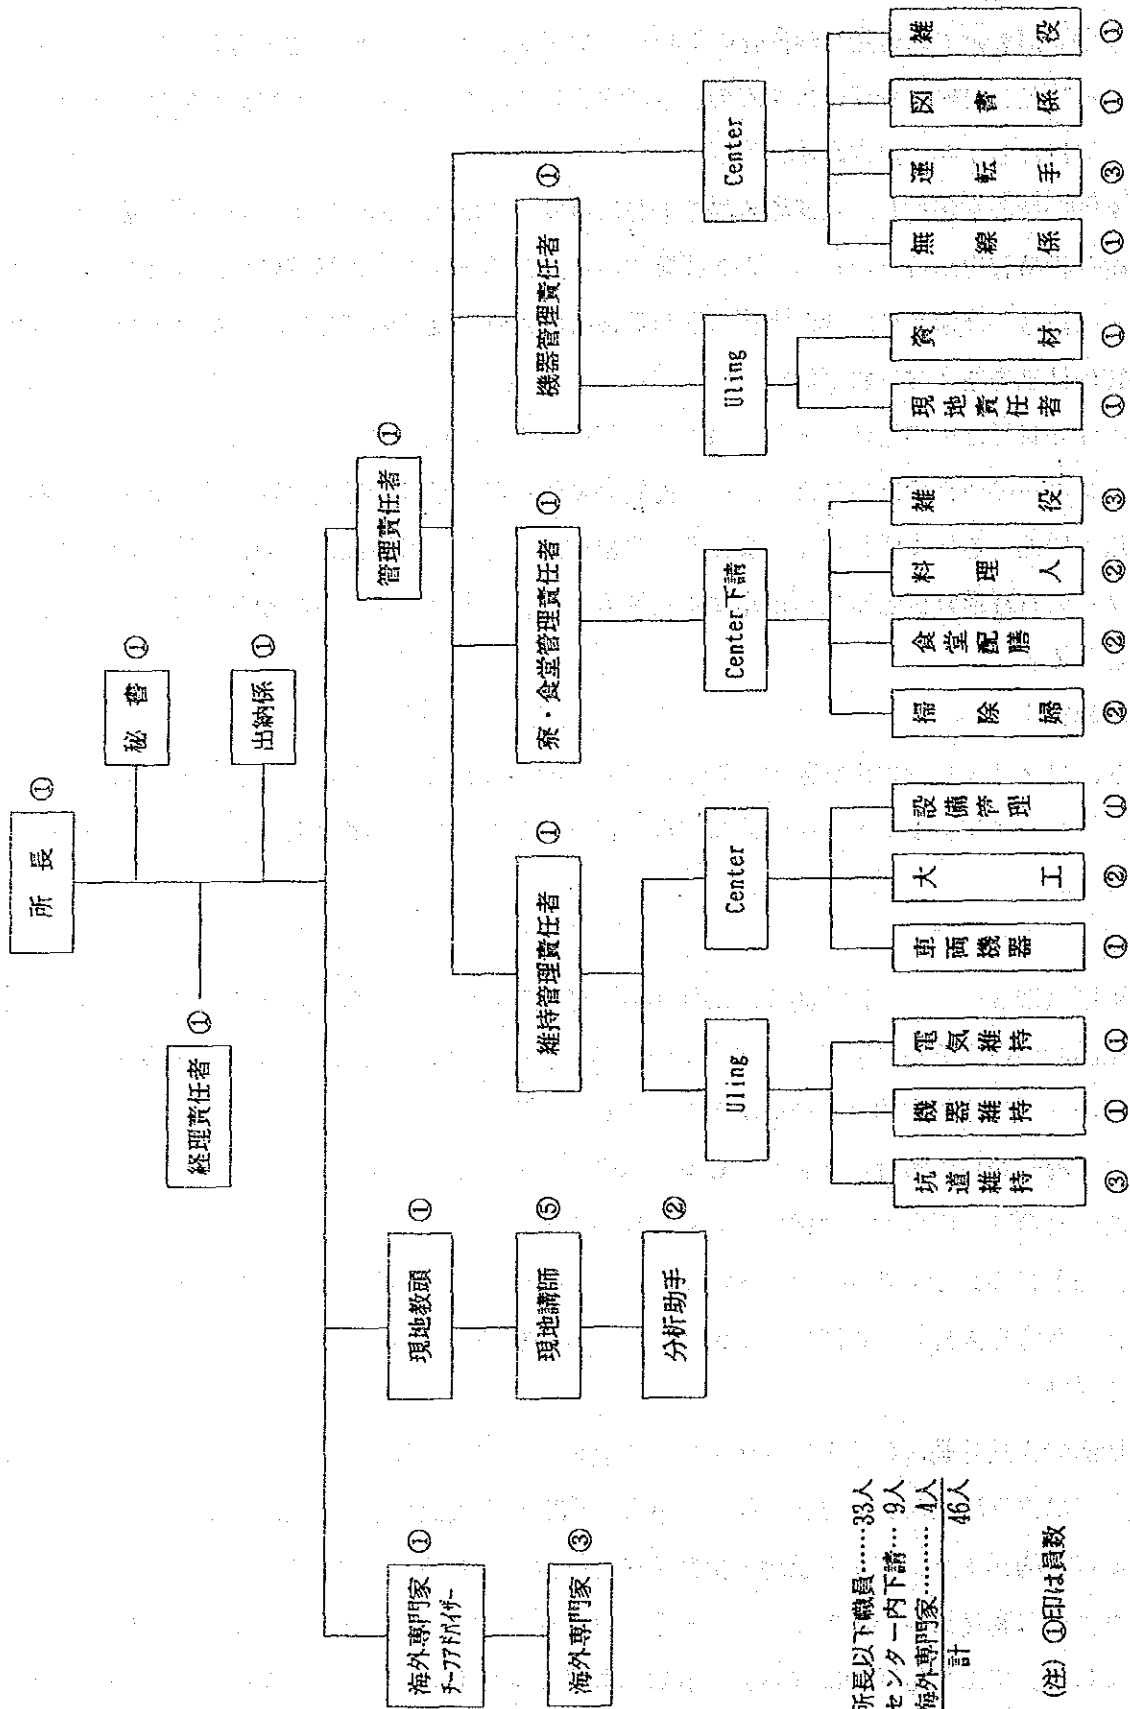 所 長 ①
秘 書 ①
経理責任者 ①
出納係 ①
海外専門家 ①
チーフアドバイザー
現地教頭 ①
管理責任者 ①
海外専門家 ③
現地講師 ⑤
維持管理責任者 ①
寮・食堂管理責任者 ①
機器管理責任者 ①
分析助手 ②
Uling
Center
Center下請
Uling
Center
坑道維持 ③
機器維持 ①
電気維持 ①
車両機器 ①
大工 ②
設備管理 ①
掃除婦 ②
食堂配膳 ②
料理人 ②
雑役 ③
現地責任者 ①
資材 ①
無線係 ①
運転手 ③
図書係 ①
雑役 ①
所長以下職員……33人
センター内下請… 9人
海外専門家……… 4人
計 46人
(注) ①印は員数